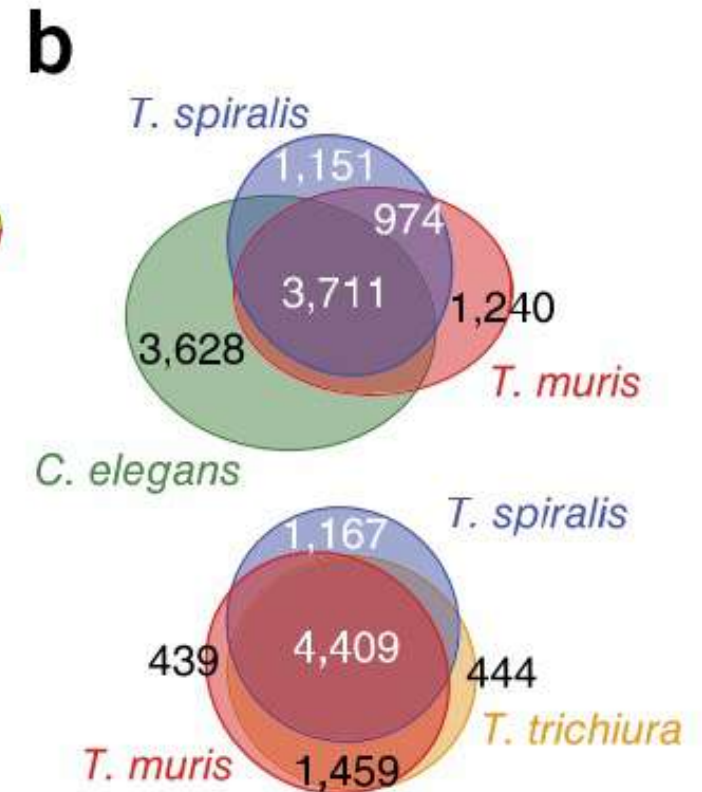 b
T. spiralis
1,151
974
3,711
1,240
3,628
T. muris
C. elegans
T. spiralis
1,167
4,409
439
444
T. trichiura
T. muris
1,459